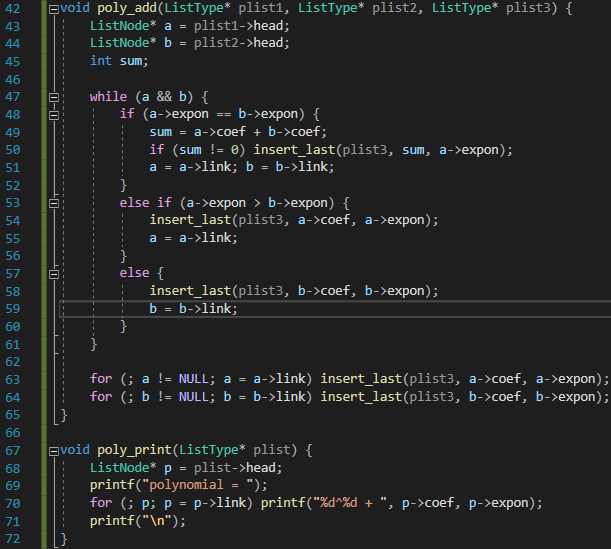 42 void poly_add(ListType* plist1, ListType* plist2, ListType* plist3) {
43     ListNode* a = plist1->head;
44     ListNode* b = plist2->head;
45     int sum;
46
47     while (a && b) {
48         if (a->expon == b->expon) {
49             sum = a->coef + b->coef;
50             if (sum != 0) insert_last(plist3, sum, a->expon);
51             a = a->link; b = b->link;
52         }
53         else if (a->expon > b->expon) {
54             insert_last(plist3, a->coef, a->expon);
55             a = a->link;
56         }
57         else {
58             insert_last(plist3, b->coef, b->expon);
59             b = b->link;
60         }
61     }
62
63     for (; a != NULL; a = a->link) insert_last(plist3, a->coef, a->expon);
64     for (; b != NULL; b = b->link) insert_last(plist3, b->coef, b->expon);
65 }
66
67 void poly_print(ListType* plist) {
68     ListNode* p = plist->head;
69     printf("polynomial = ");
70     for (; p; p = p->link) printf("%d^%d + ", p->coef, p->expon);
71     printf("\n");
72 }